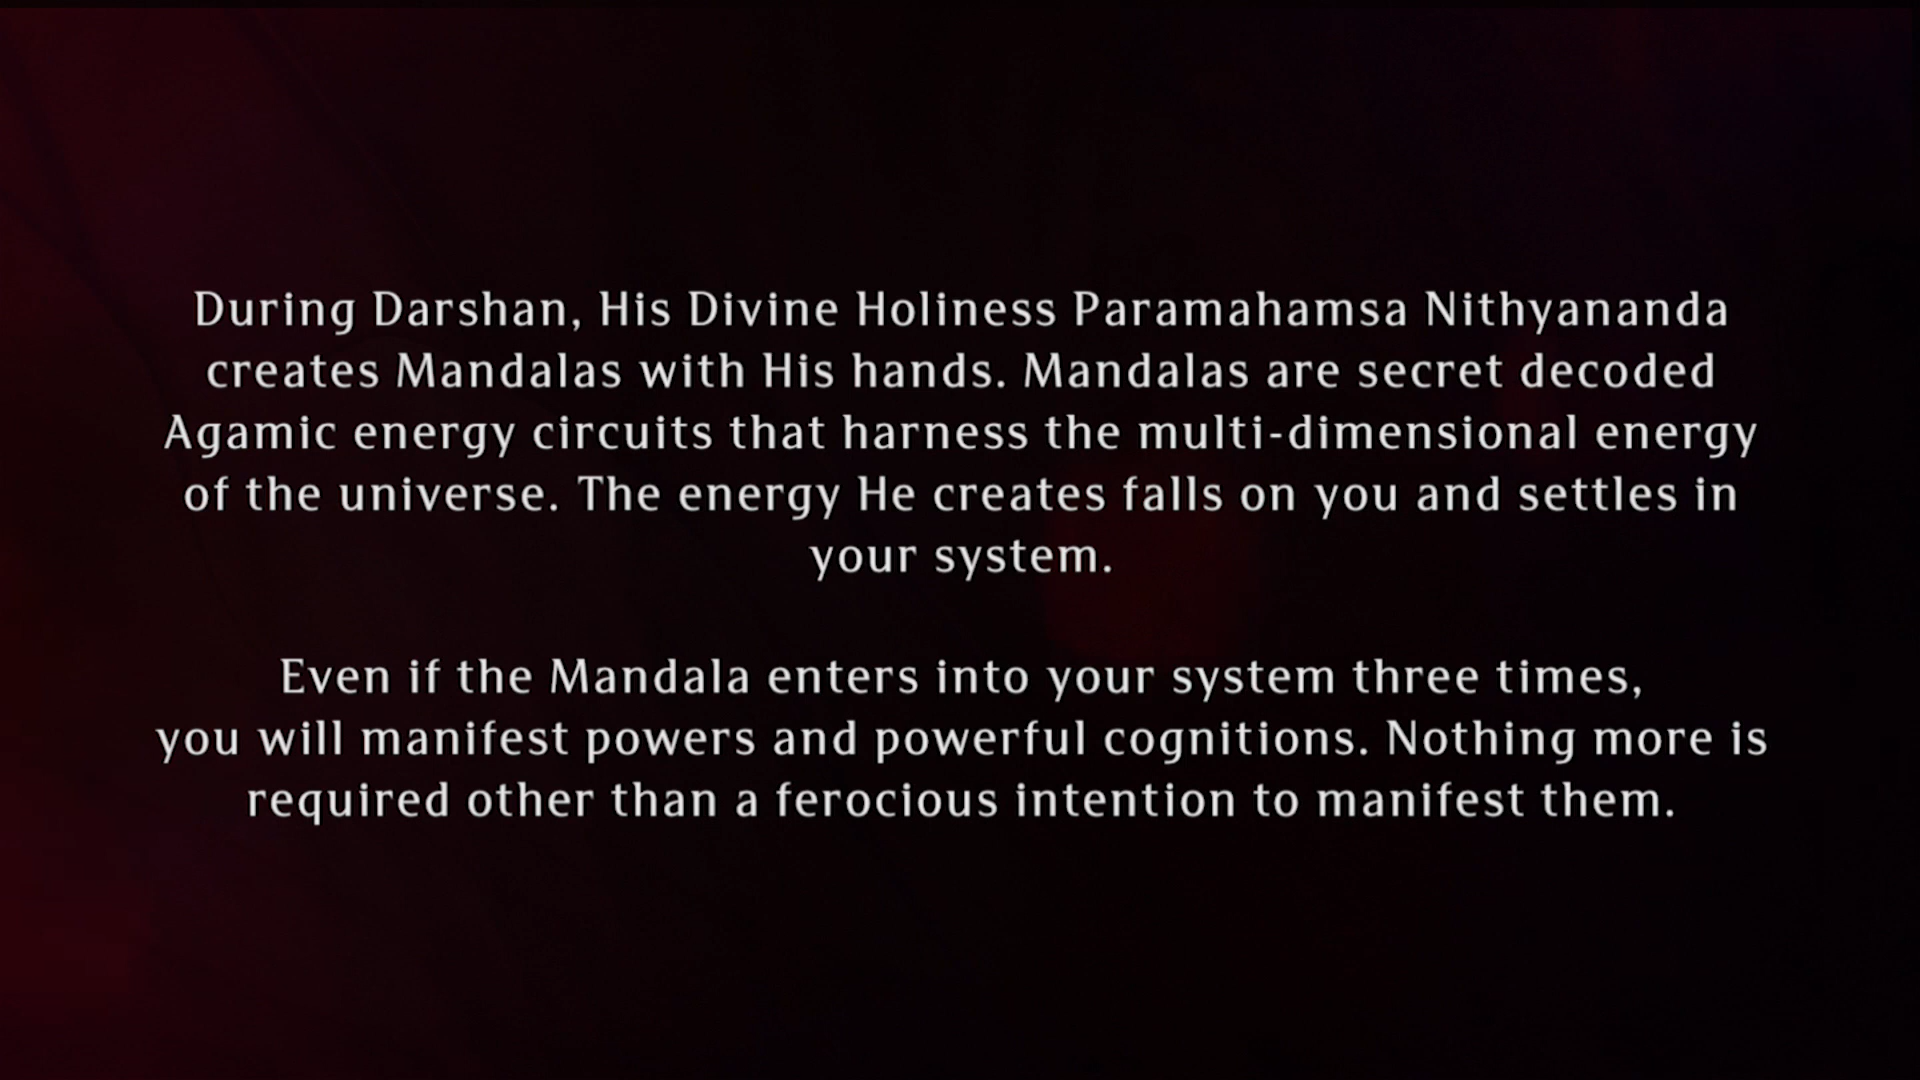 During Darshan, His Divine Holiness Paramahamsa Nithyananda
creates Mandalas with His hands. Mandalas are secret decoded
Agamic energy circuits that harness the multi-dimensional energy
of the universe. The energy He creates falls on you and settles in
your system.
Even if the Mandala enters into your system three times,
you will manifest powers and powerful cognitions. Nothing more is
required other than a ferocious intention to manifest them.